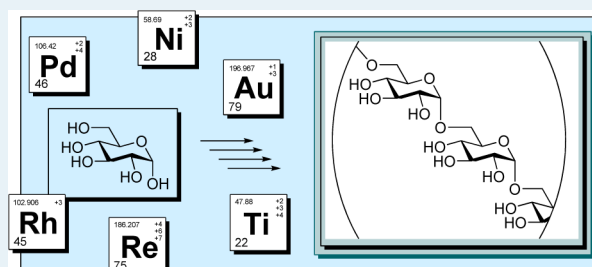 58.69 +2
+3
Ni
28
106.42 +2
+4
Pd
46
196.967 +1
+3
Au
79
HO
O
HO
HO
HO
OH
102.906 +3
Rh
45
186.207 +4
+6
+7
Re
75
47.88 +2
+3
+4
Ti
22
O
O
HO
HO
HO
O
O
HO
HO
HO
O
HO
HO